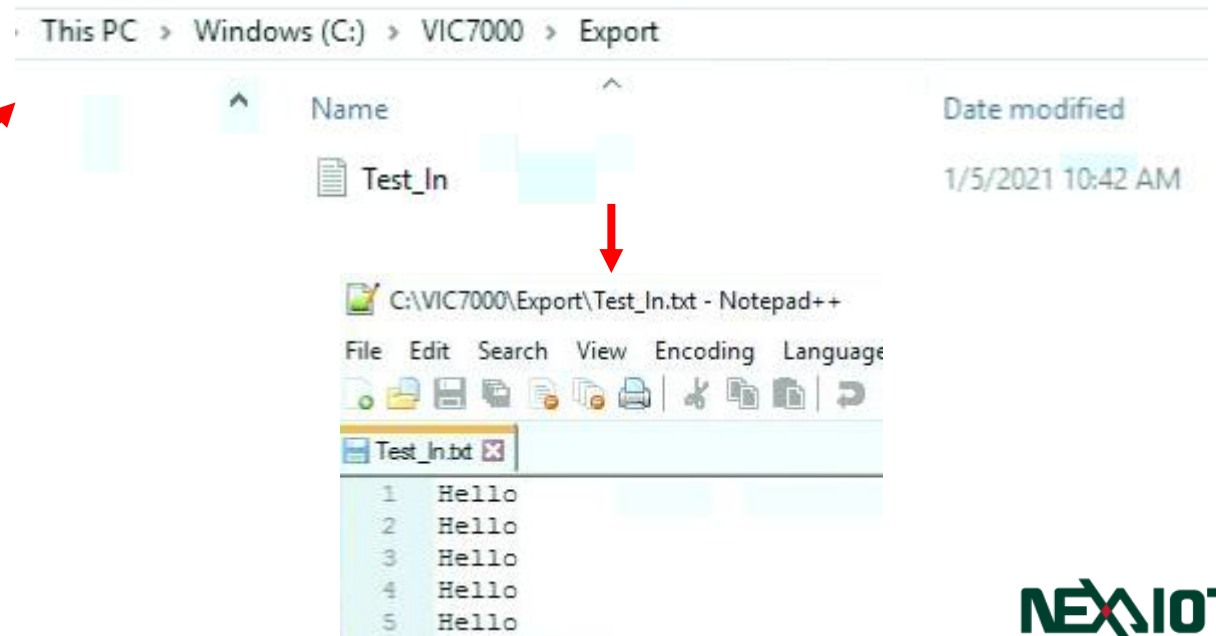 This PC > Windows (C:) > VIC7000 > Export
Name Date modified
Test_In 1/5/2021 10:42 AM
C:\VIC7000\Export\Test_In.txt - Notepad++
File Edit Search View Encoding Language
Test_In.txt
1 Hello
2 Hello
3 Hello
4 Hello
5 Hello
NEXAIOT